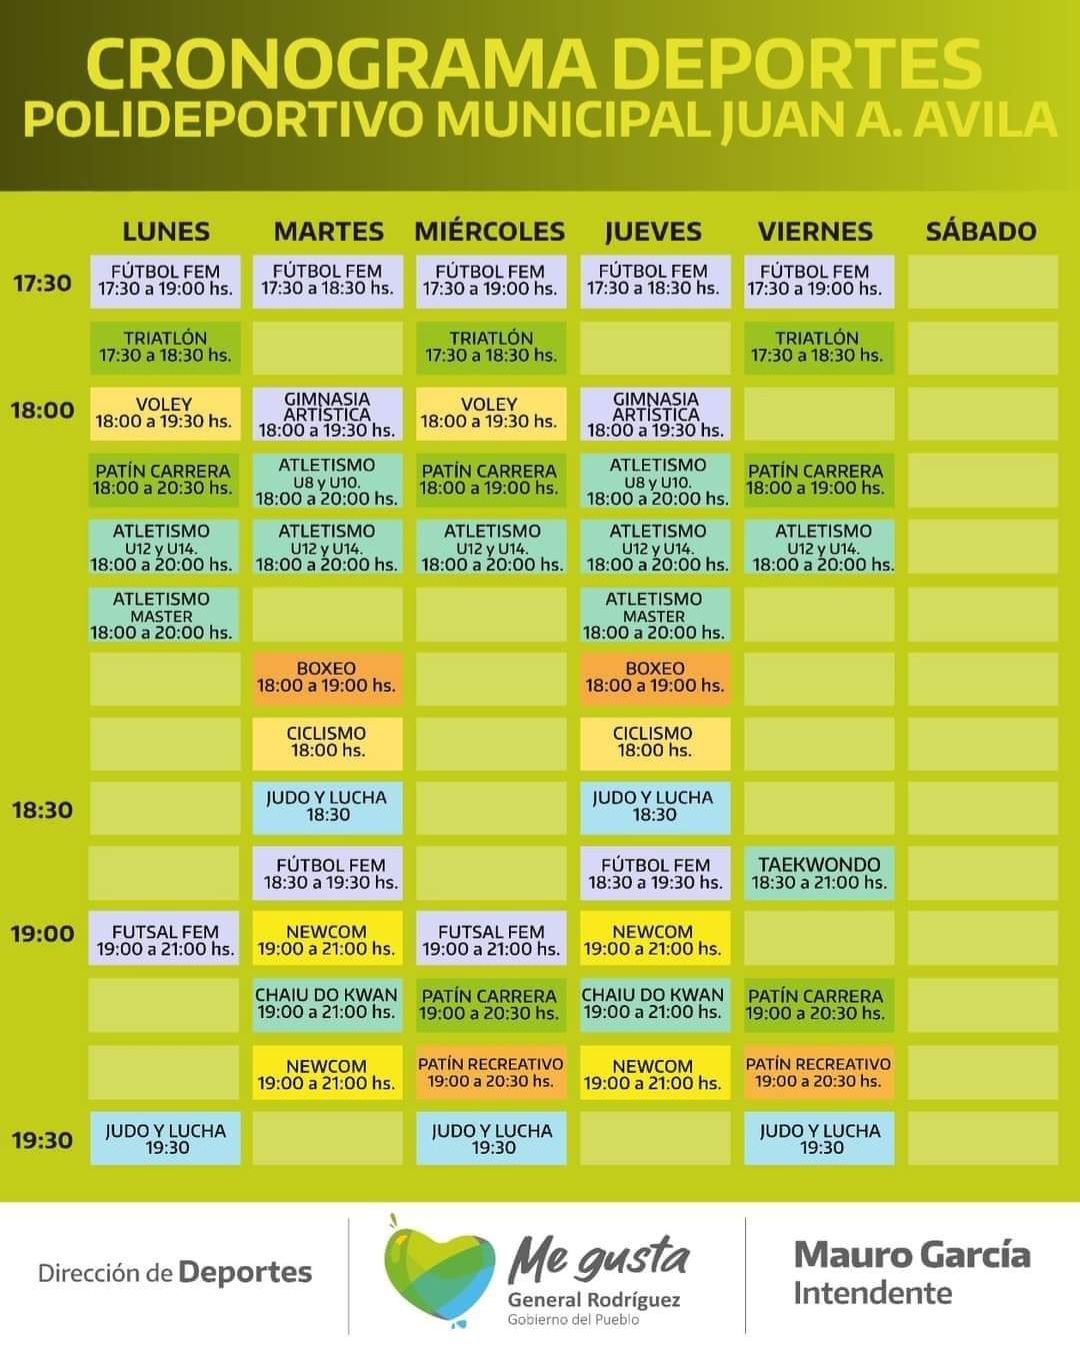 CRONOGRAMA DEPORTES
POLIDEPORTIVO MUNICIPAL JUAN A. AVILA
LUNES MARTES MIÉRCOLES JUEVES VIERNES SÁBADO
17:30
FÚTBOL FEM
17:30 a 19:00 hs.
FÚTBOL FEM
17:30 a 18:30 hs.
FÚTBOL FEM
17:30 a 19:00 hs.
FÚTBOL FEM
17:30 a 18:30 hs.
FÚTBOL FEM
17:30 a 19:00 hs.
TRIATLÓN
17:30 a 18:30 hs.
TRIATLÓN
17:30 a 18:30 hs.
TRIATLÓN
17:30 a 18:30 hs.
18:00
VOLEY
18:00 a 19:30 hs.
GIMNASIA
ARTÍSTICA
18:00 a 19:30 hs.
VOLEY
18:00 a 19:30 hs.
GIMNASIA
ARTÍSTICA
18:00 a 19:30 hs.
PATÍN CARRERA
18:00 a 20:30 hs.
ATLETISMO
U8 y U10.
18:00 a 20:00 hs.
PATÍN CARRERA
18:00 a 19:00 hs.
ATLETISMO
U8 y U10.
18:00 a 20:00 hs.
PATÍN CARRERA
18:00 a 19:00 hs.
ATLETISMO
U12 y U14.
18:00 a 20:00 hs.
ATLETISMO
U12 y U14.
18:00 a 20:00 hs.
ATLETISMO
U12 y U14.
18:00 a 20:00 hs.
ATLETISMO
U12 y U14.
18:00 a 20:00 hs.
ATLETISMO
U12 y U14.
18:00 a 20:00 hs.
ATLETISMO
MASTER
18:00 a 20:00 hs.
ATLETISMO
MASTER
18:00 a 20:00 hs.
BOXEO
18:00 a 19:00 hs.
BOXEO
18:00 a 19:00 hs.
CICLISMO
18:00 hs.
CICLISMO
18:00 hs.
18:30
JUDO Y LUCHA
18:30
JUDO Y LUCHA
18:30
FÚTBOL FEM
18:30 a 19:30 hs.
FÚTBOL FEM
18:30 a 19:30 hs.
TAEKWONDO
18:30 a 21:00 hs.
19:00
FUTSAL FEM
19:00 a 21:00 hs.
NEWCOM
19:00 a 21:00 hs.
FUTSAL FEM
19:00 a 21:00 hs.
NEWCOM
19:00 a 21:00 hs.
CHAIU DO KWAN
19:00 a 21:00 hs.
PATÍN CARRERA
19:00 a 20:30 hs.
CHAIU DO KWAN
19:00 a 21:00 hs.
PATÍN CARRERA
19:00 a 20:30 hs.
NEWCOM
19:00 a 21:00 hs.
PATÍN RECREATIVO
19:00 a 20:30 hs.
NEWCOM
19:00 a 21:00 hs.
PATÍN RECREATIVO
19:00 a 20:30 hs.
19:30
JUDO Y LUCHA
19:30
JUDO Y LUCHA
19:30
JUDO Y LUCHA
19:30
Dirección de Deportes
Me gusta
General Rodríguez
Gobierno del Pueblo
Mauro García
Intendente